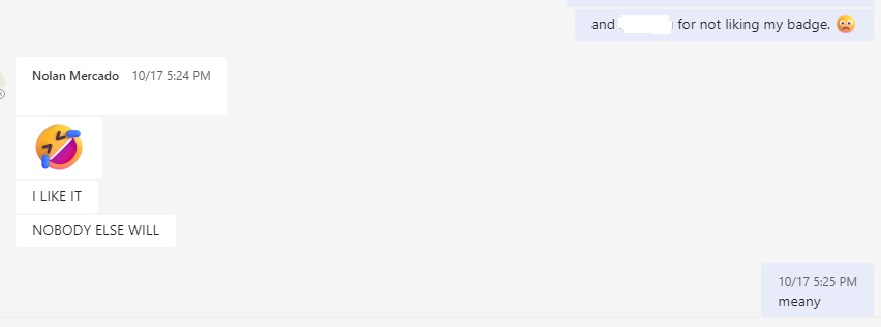 and for not liking my badge.
Nolan Mercado 10/17 5:24 PM
I LIKE IT
NOBODY ELSE WILL
10/17 5:25 PM
meany